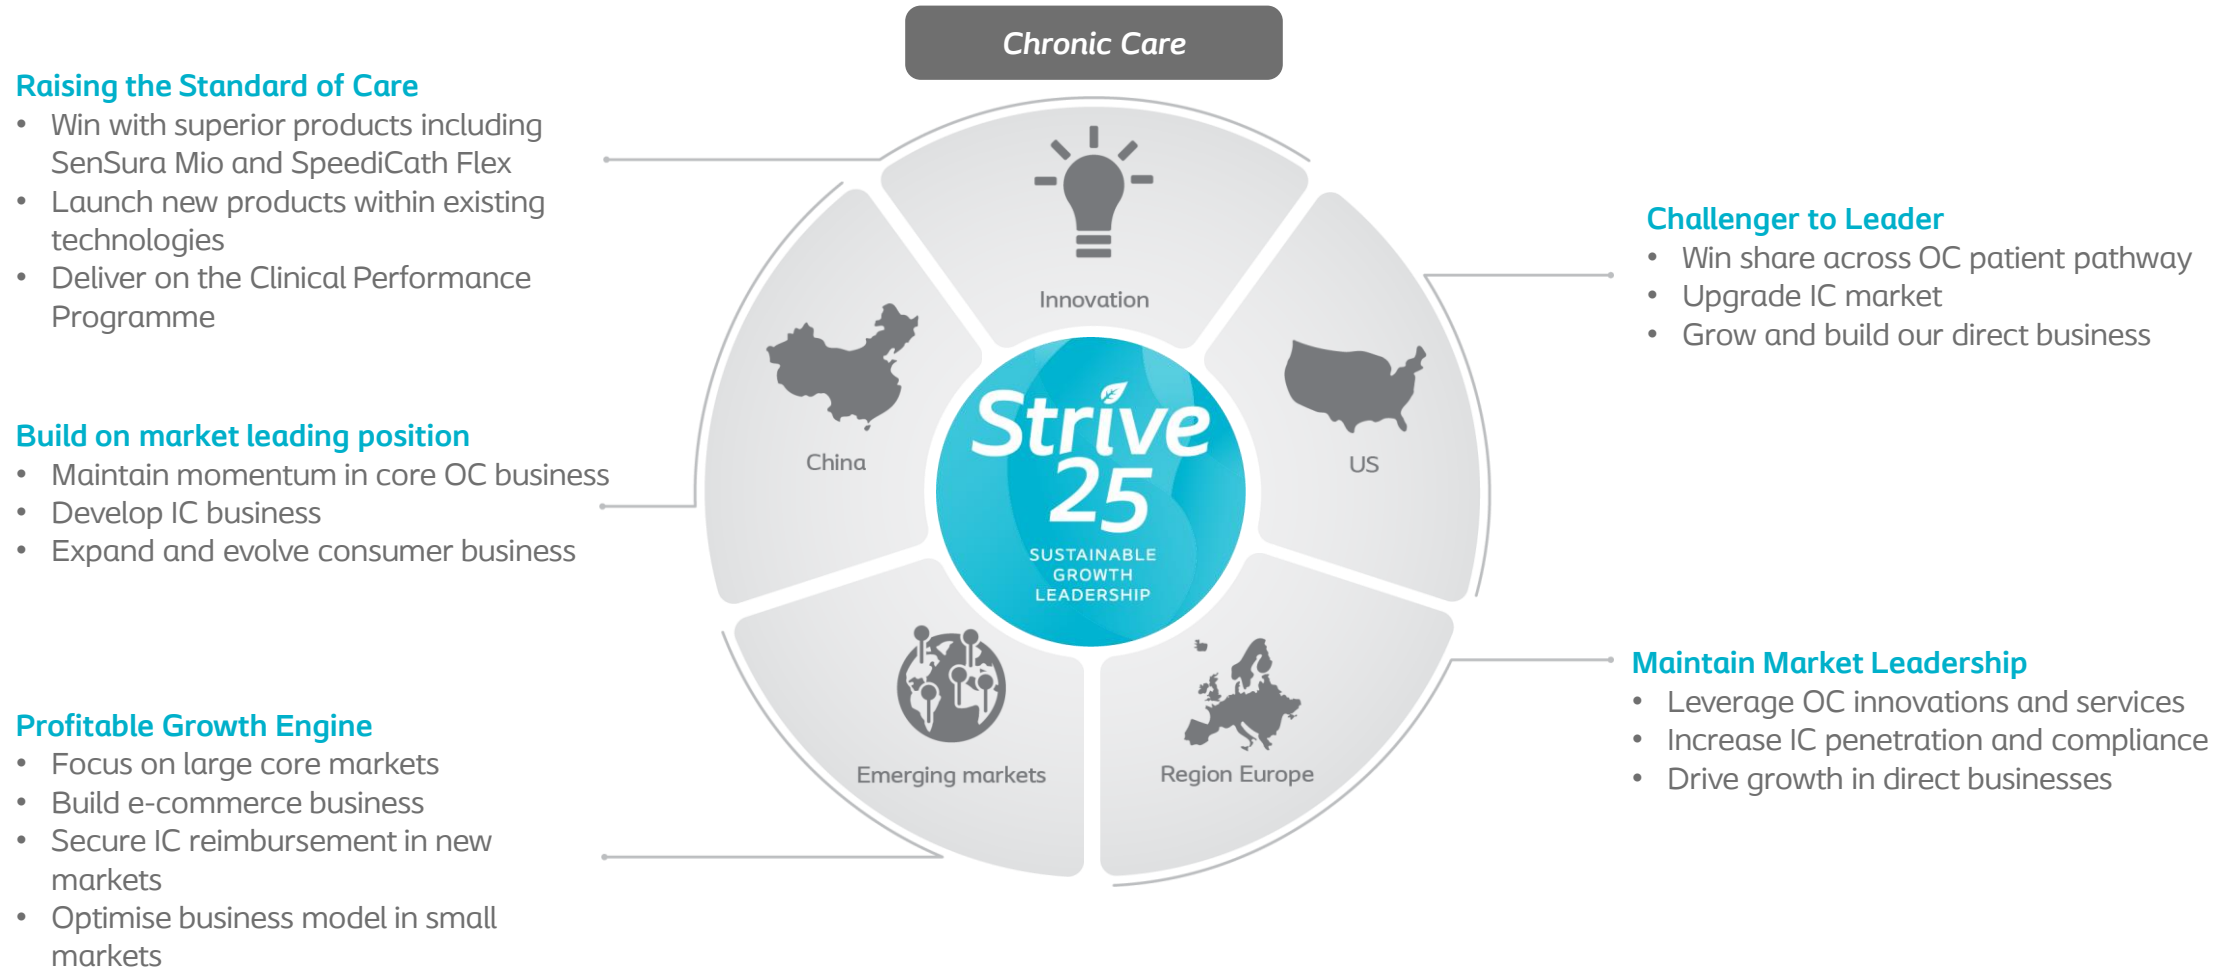 Chronic Care
Raising the Standard of Care
• Win with superior products including
SenSura Mio and SpeediCath Flex
• Launch new products within existing
technologies
• Deliver on the Clinical Performance
Programme
Build on market leading position
• Maintain momentum in core OC business
• Develop IC business
• Expand and evolve consumer business
Profitable Growth Engine
• Focus on large core markets
• Build e-commerce business
• Secure IC reimbursement in new
markets
• Optimise business model in small
markets
Innovation
China
US
Strive
25
SUSTAINABLE
GROWTH
LEADERSHIP
Emerging markets
Region Europe
Challenger to Leader
• Win share across OC patient pathway
• Upgrade IC market
• Grow and build our direct business
Maintain Market Leadership
• Leverage OC innovations and services
• Increase IC penetration and compliance
• Drive growth in direct businesses